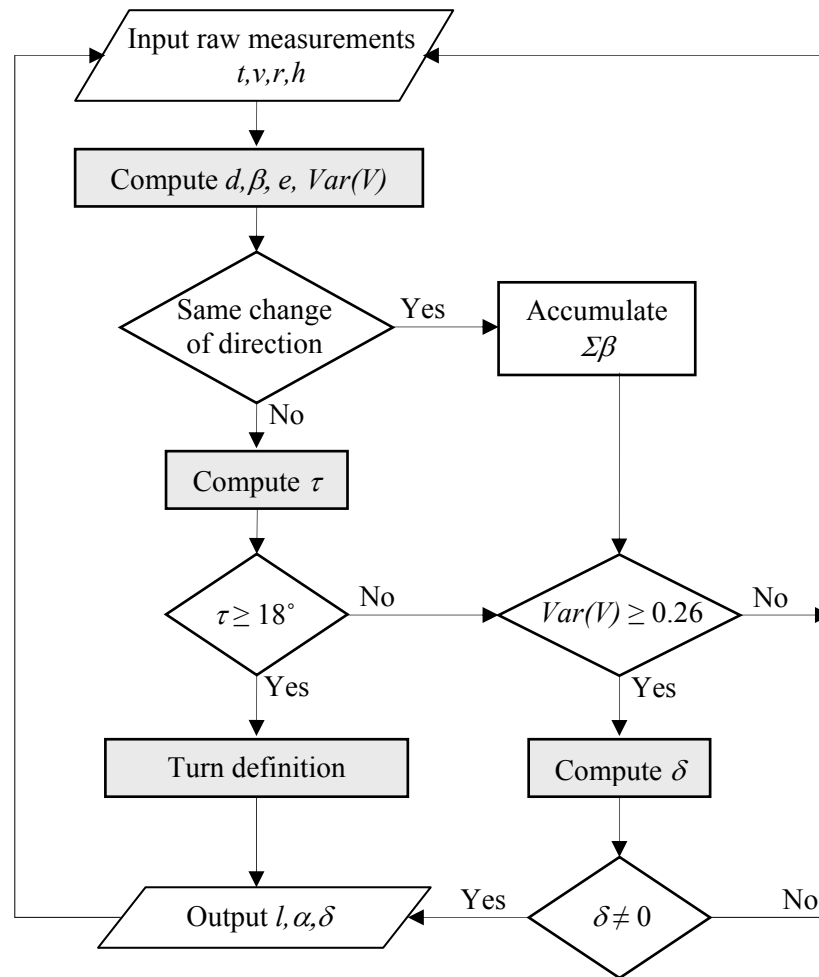 Input raw measurements
t,v,r,h
Compute d,β, e, Var(V)
Same change
of direction
Yes
Accumulate
Σβ
No
Compute τ
τ ≥ 18˚
No
Var(V) ≥ 0.26
No
Yes
Yes
Turn definition
Compute δ
Output l,α,δ
Yes
δ ≠ 0
No